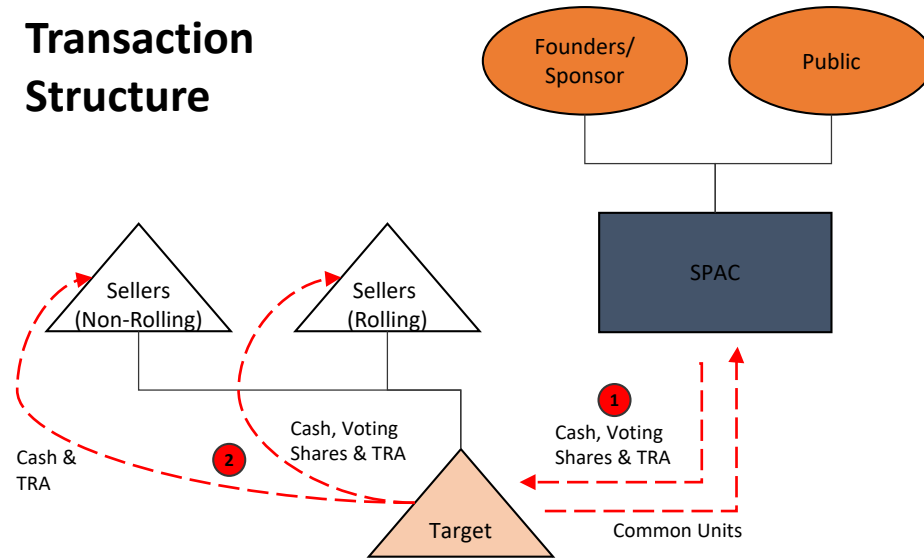 Transaction
Structure
Founders/
Sponsor
Public
SPAC
Sellers
(Non-Rolling)
Sellers
(Rolling)
1
Cash, Voting
Shares & TRA
Cash, Voting
Shares & TRA
2
Cash &
TRA
Target
Common Units